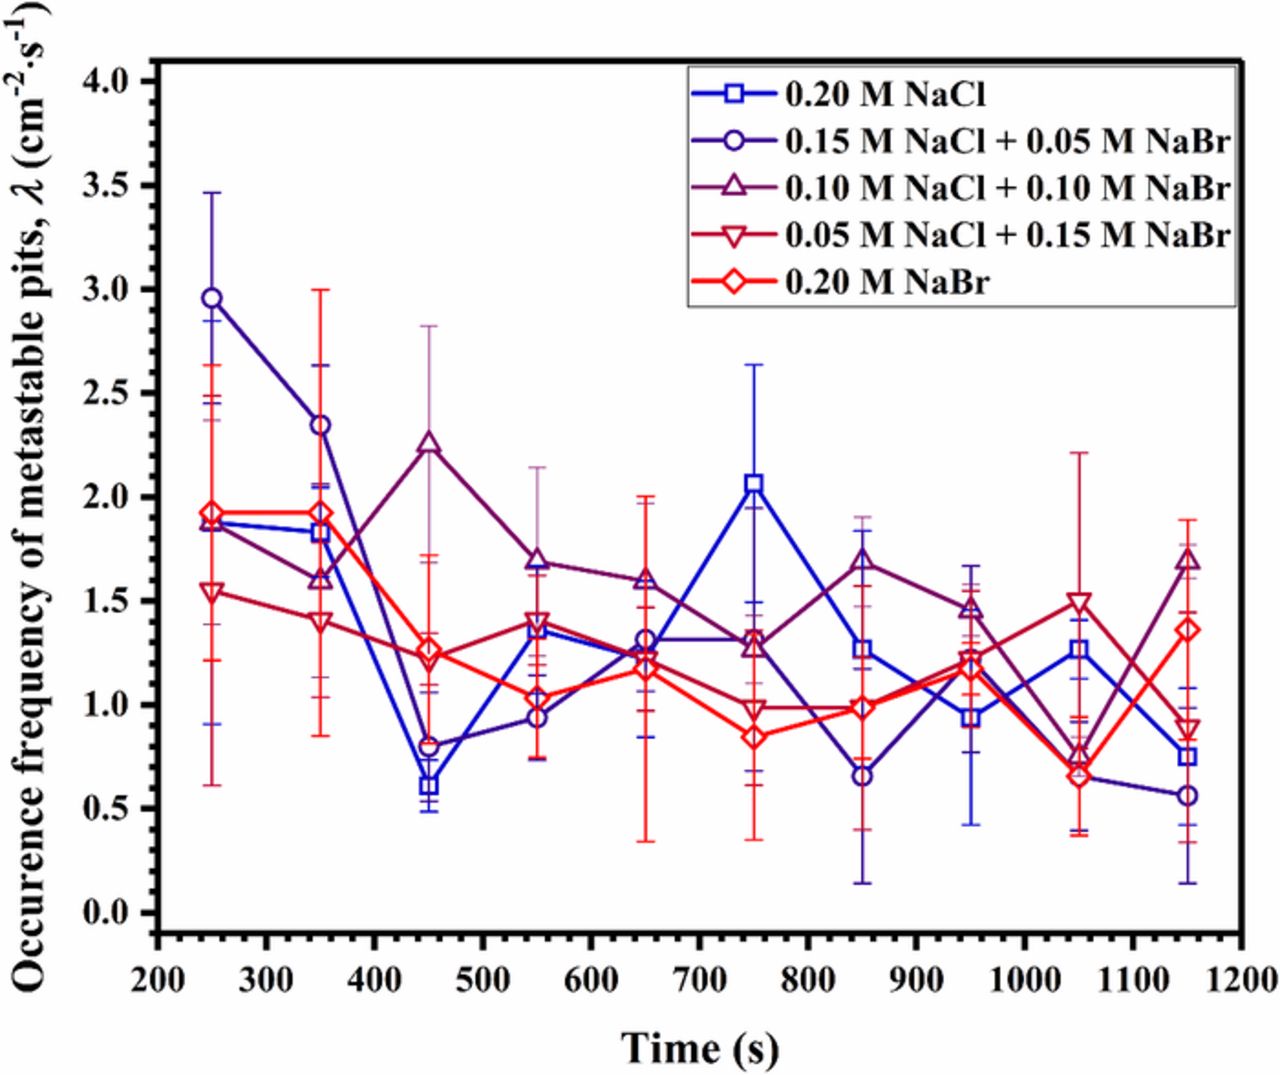 Occurrence frequency of metastable pits, λ (cm⁻²·s⁻¹)
4.0
3.5
3.0
2.5
2.0
1.5
1.0
0.5
0.0
0.20 M NaCl
0.15 M NaCl + 0.05 M NaBr
0.10 M NaCl + 0.10 M NaBr
0.05 M NaCl + 0.15 M NaBr
0.20 M NaBr
200 300 400 500 600 700 800 900 1000 1100 1200
Time (s)